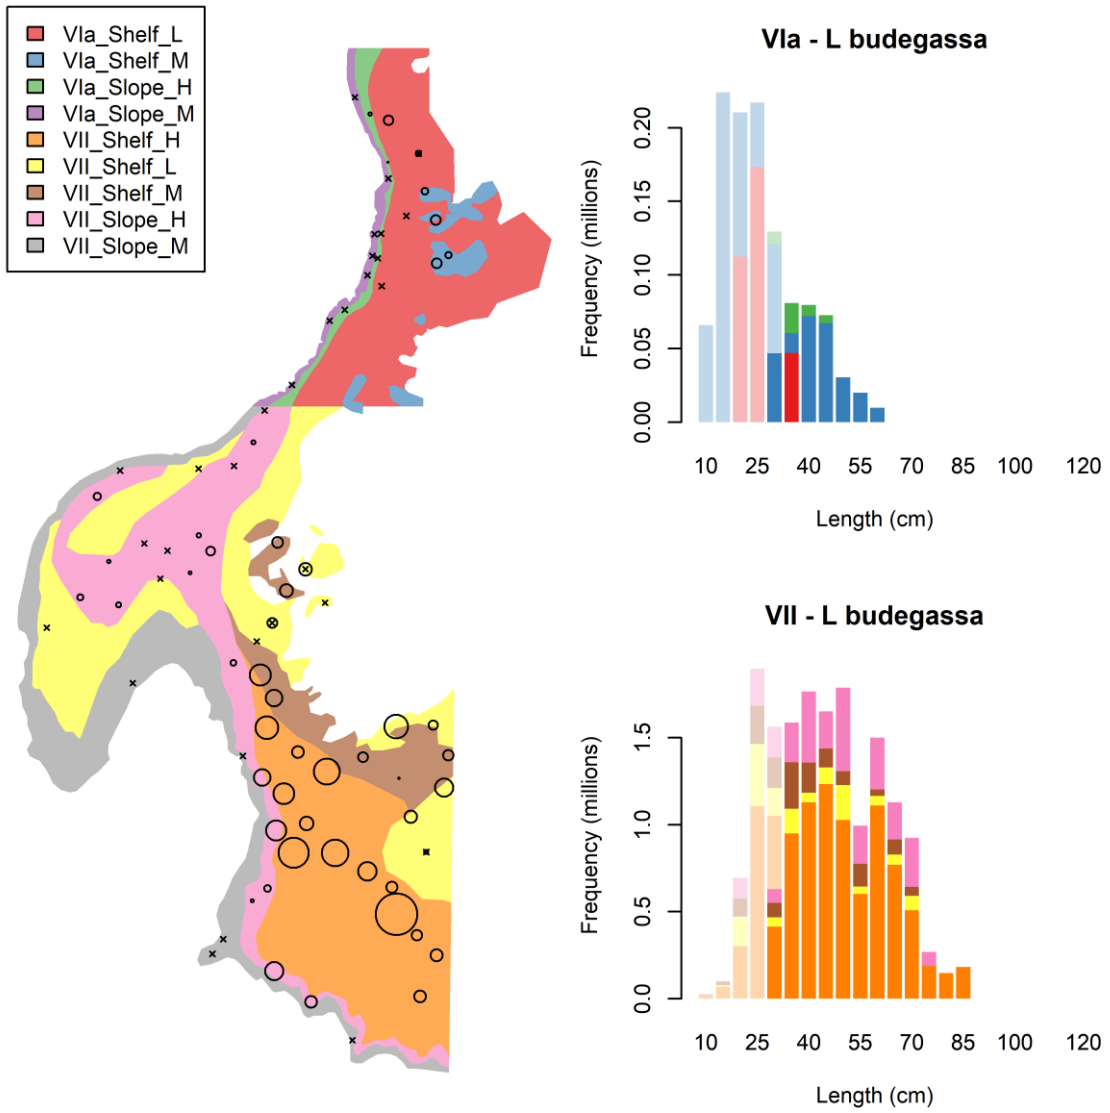 VIa_Shelf_L
VIa_Shelf_M
VIa_Slope_H
VIa_Slope_M
VII_Shelf_H
VII_Shelf_L
VII_Shelf_M
VII_Slope_H
VII_Slope_M
VIa - L budegassa
Frequency (millions)
0.00 0.05 0.10 0.15 0.20
10 25 40 55 70 85 100 120
Length (cm)
VII - L budegassa
Frequency (millions)
0.0 0.5 1.0 1.5
10 25 40 55 70 85 100 120
Length (cm)